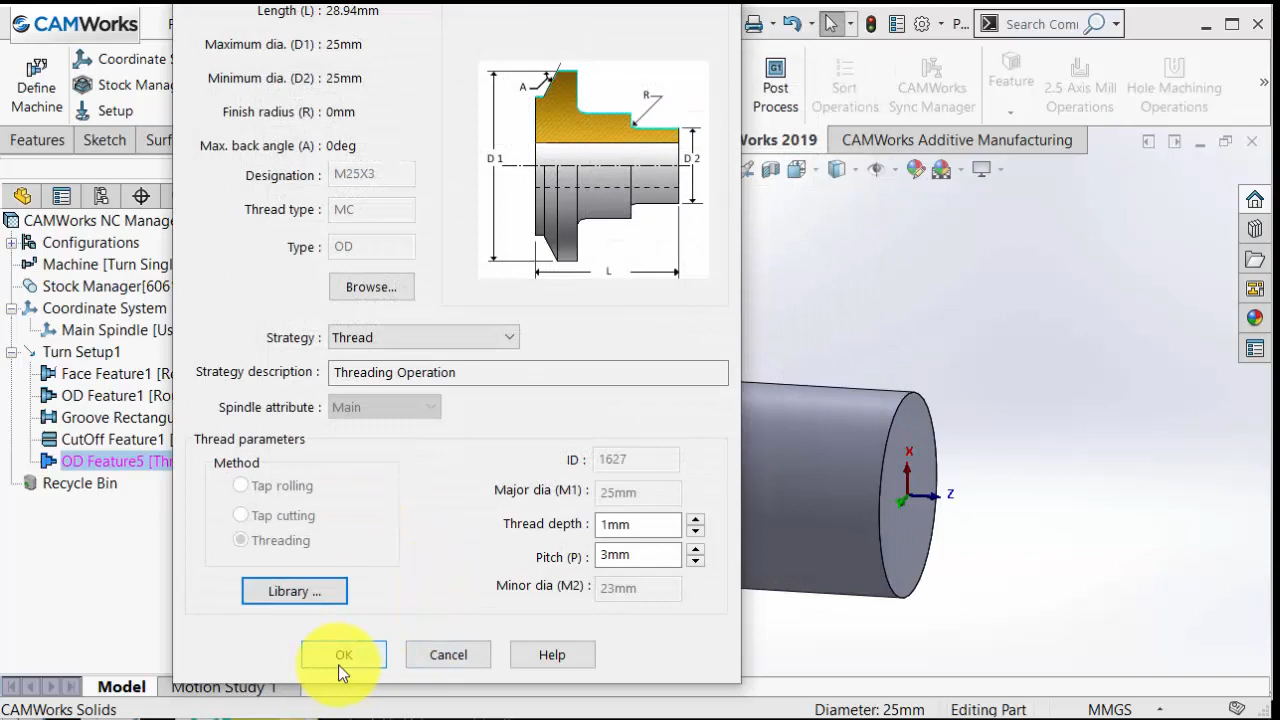 CAMWorks
P...
Search Comi
Define
Machine
Coordinate S
Stock Mana
Setup
Post
Process
Sort
Operations
CAMWorks
Sync Manager
Feature
2.5 Axis Mill
Operations
Hole Machining
Operations
Features
Sketch
Surf
Works 2019
CAMWorks Additive Manufacturing
CAMWorks NC Manage
Configurations
Machine [Turn Singl
Stock Manager[606
Coordinate System
Main Spindle [Us
Turn Setup1
Face Feature1 [Ro
OD Feature1 [Rou
Groove Rectangu
CutOff Feature1 [
OD Feature5 [Thr
Recycle Bin
Length (L) : 28.94mm
Maximum dia. (D1) : 25mm
Minimum dia. (D2) : 25mm
Finish radius (R) : 0mm
Max. back angle (A) : 0deg
Designation : M25X3
Thread type : MC
Type : OD
Browse...
A
R
D 1
D 2
L
Strategy : Thread
Strategy description : Threading Operation
Spindle attribute : Main
Thread parameters
Method
Tap rolling
Tap cutting
Threading
Library ...
ID : 1627
Major dia (M1) : 25mm
Thread depth : 1mm
Pitch (P) : 3mm
Minor dia (M2) : 23mm
OK
Cancel
Help
X
Z
Model
Motion Study 1
CAMWorks Solids
Diameter: 25mm
Editing Part
MMGS